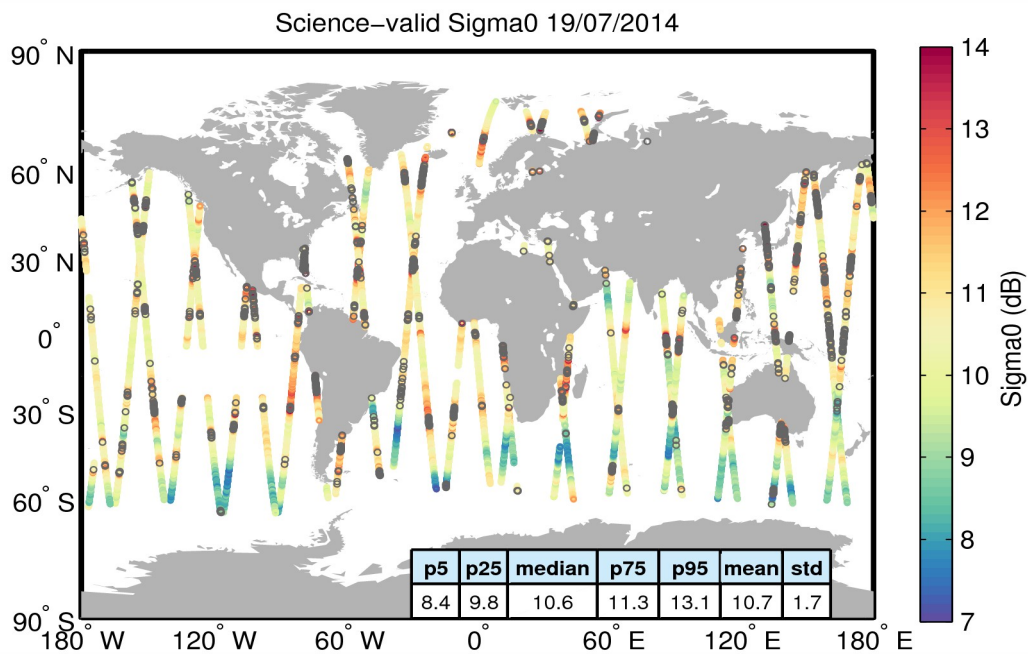 Science−valid Sigma0 19/07/2014
90° N
60° N
30° N
0°
30° S
60° S
90° S
180° W
120° W
60° W
0°
60° E
120° E
180° E
p5 p25 median p75 p95 mean std
8.4 9.8 10.6 11.3 13.1 10.7 1.7
14
13
12
11
10
9
8
7
Sigma0 (dB)